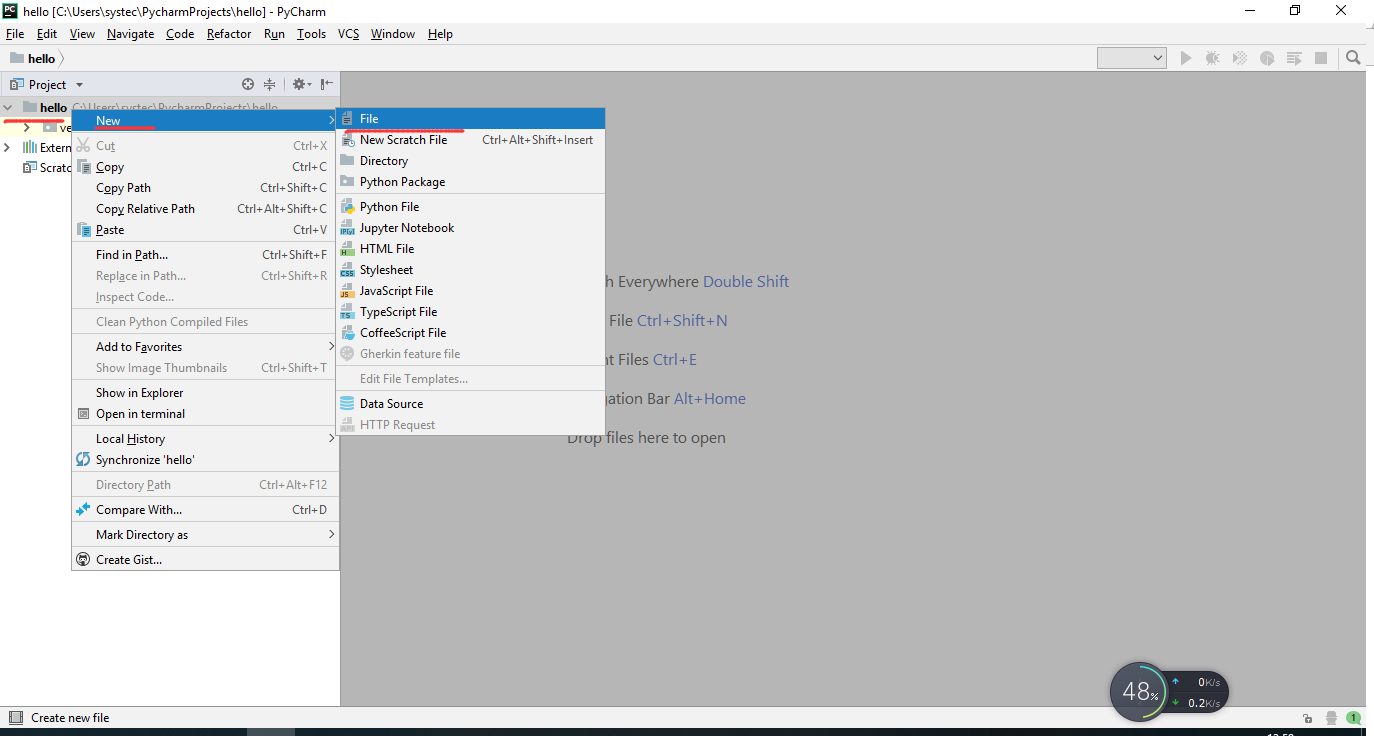 hello [C:\Users\systec\PycharmProjects\hello] - PyCharm
File Edit View Navigate Code Refactor Run Tools VCS Window Help
hello
Project
hello C:\Users\systec\PycharmProjects\hello
ve
Extern
Scratc
New
Cut Ctrl+X
Copy Ctrl+C
Copy Path Ctrl+Shift+C
Copy Relative Path Ctrl+Alt+Shift+C
Paste Ctrl+V
Find in Path... Ctrl+Shift+F
Replace in Path... Ctrl+Shift+R
Inspect Code...
Clean Python Compiled Files
Add to Favorites
Show Image Thumbnails Ctrl+Shift+T
Show in Explorer
Open in terminal
Local History
Synchronize 'hello'
Directory Path Ctrl+Alt+F12
Compare With... Ctrl+D
Mark Directory as
Create Gist...
File
New Scratch File Ctrl+Alt+Shift+Insert
Directory
Python Package
Python File
Jupyter Notebook
HTML File
Stylesheet
JavaScript File
TypeScript File
CoffeeScript File
Gherkin feature file
Edit File Templates...
Data Source
HTTP Request
h Everywhere Double Shift
File Ctrl+Shift+N
nt Files Ctrl+E
gation Bar Alt+Home
Drop files here to open
48%
0K/s
0.2K/s
Create new file
1